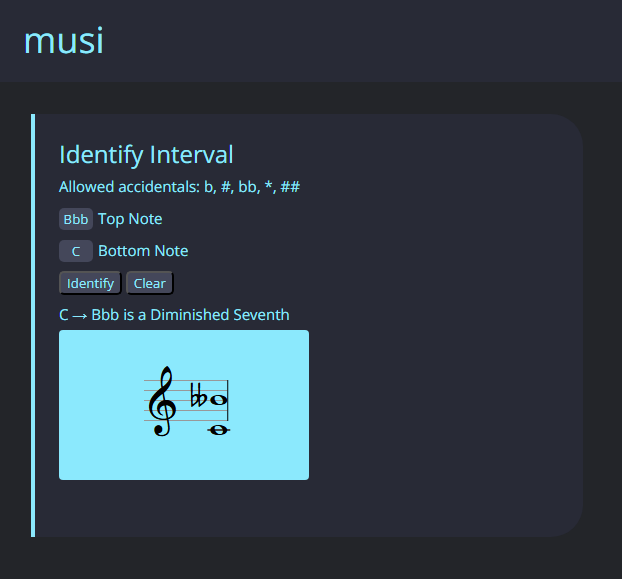 musi
Identify Interval
Allowed accidentals: b, #, bb, *, ##
Bbb Top Note
C Bottom Note
Identify Clear
C → Bbb is a Diminished Seventh